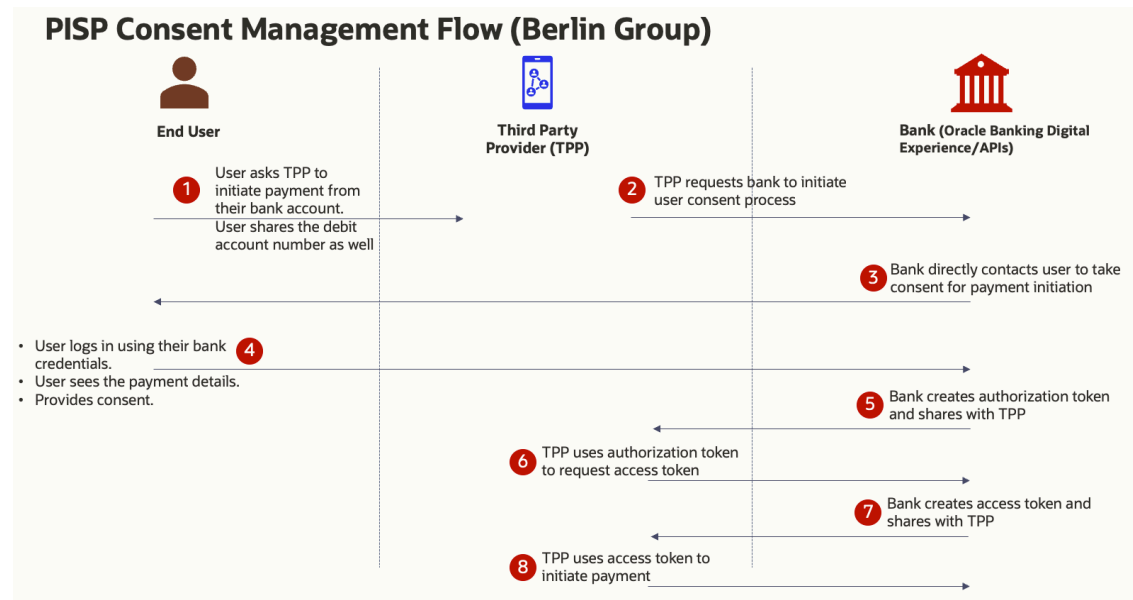 PISP Consent Management Flow (Berlin Group)
End User
Third Party
Provider (TPP)
Bank (Oracle Banking Digital
Experience/APIs)
1
User asks TPP to
initiate payment from
their bank account.
User shares the debit
account number as well
2
TPP requests bank to initiate
user consent process
3
Bank directly contacts user to take
consent for payment initiation
• User logs in using their bank
credentials.
• User sees the payment details.
• Provides consent.
4
5
Bank creates authorization token
and shares with TPP
6
TPP uses authorization token
to request access token
7
Bank creates access token and
shares with TPP
8
TPP uses access token to
initiate payment